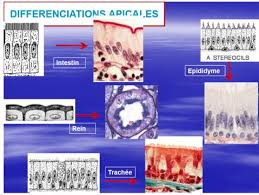 DIFFERENCIATIONS APICALES
Intestin
A STEREOCILS
Epididyme
Rein
Trachée